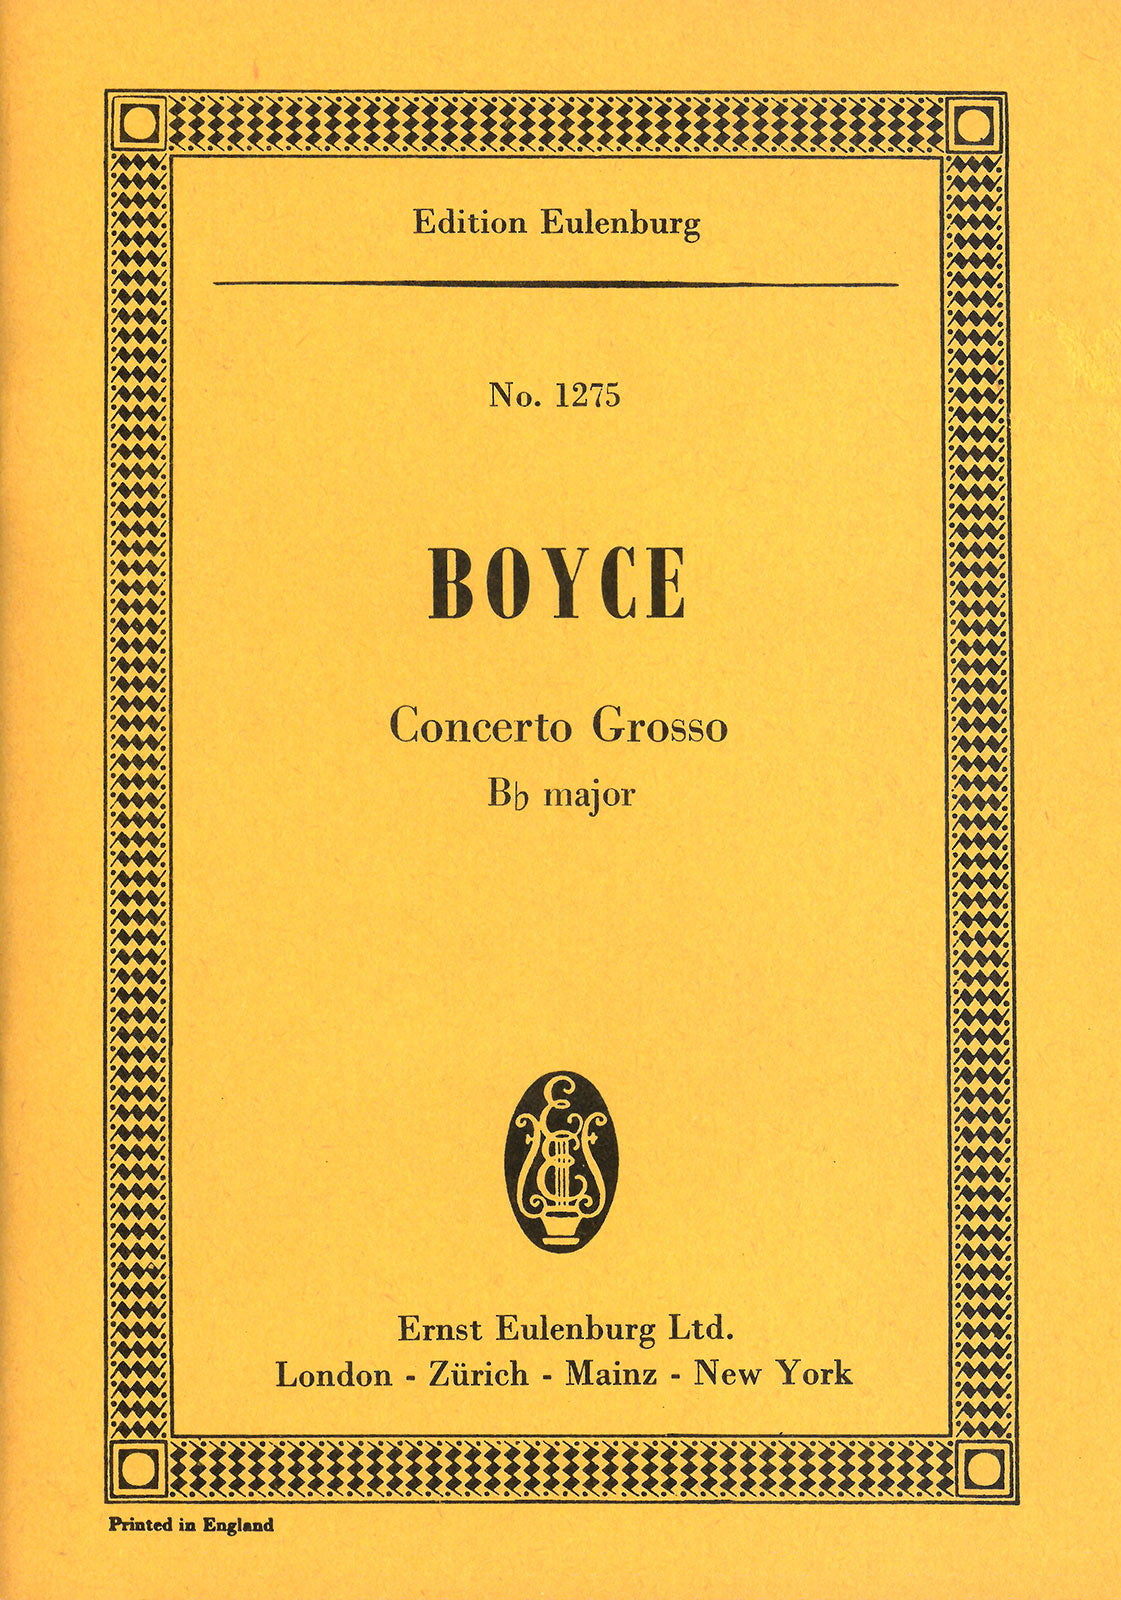 Edition Eulenburg
No. 1275
BOYCE
Concerto Grosso
B♭ major
Ernst Eulenburg Ltd.
London - Zürich - Mainz - New York
Printed in England